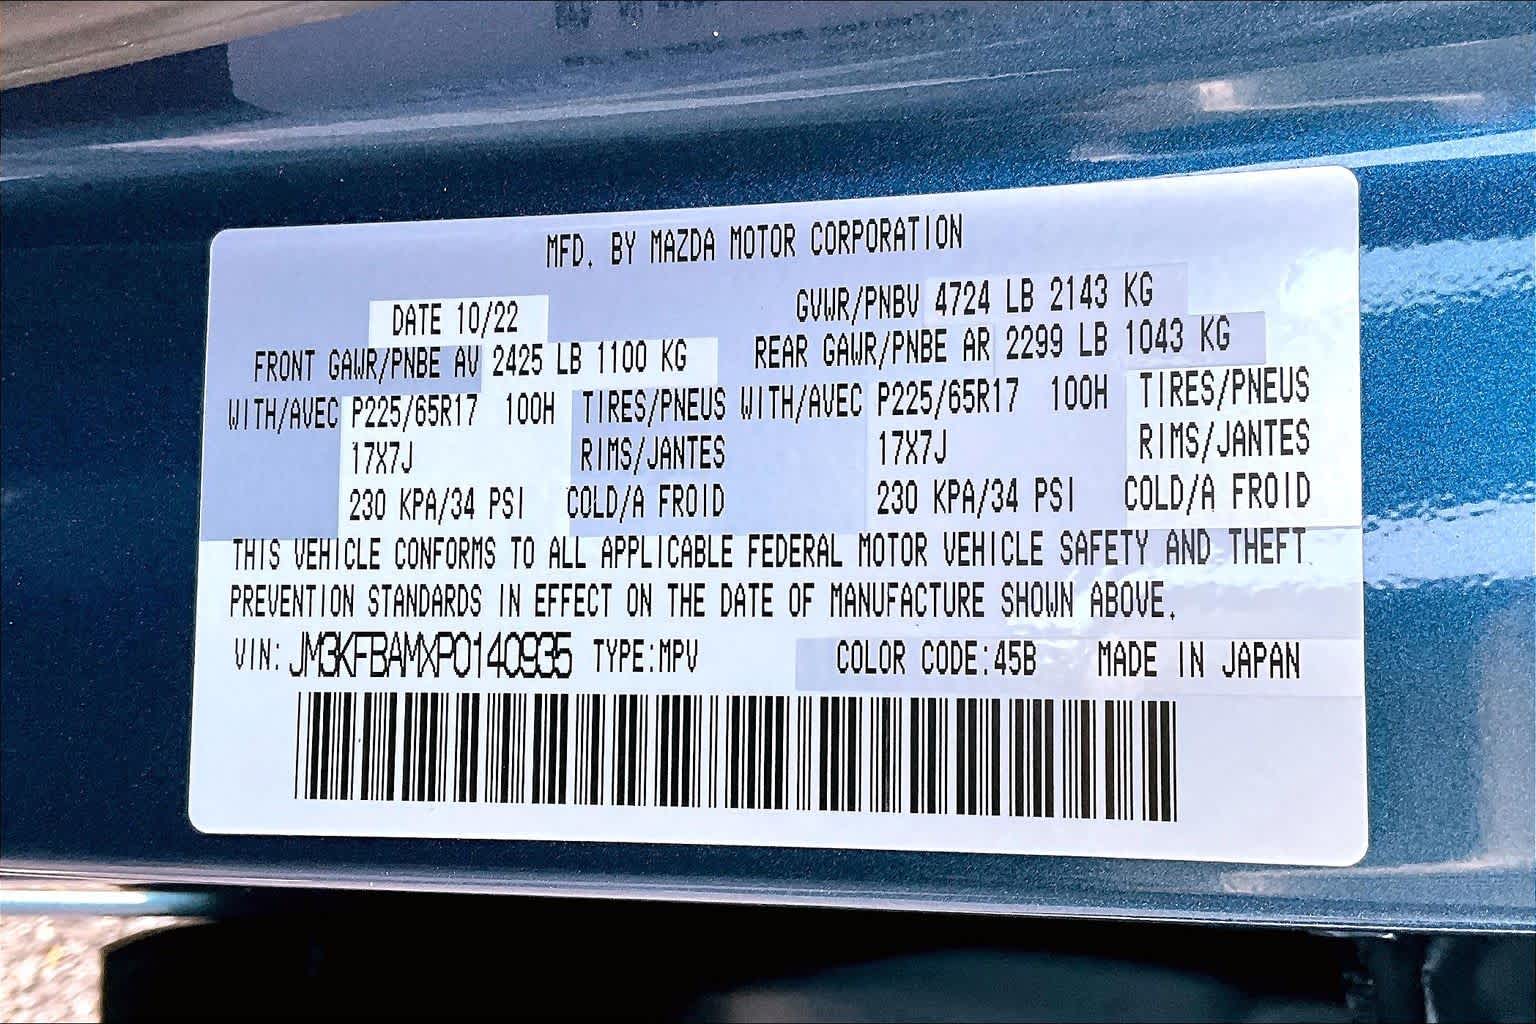 MFD. BY MAZDA MOTOR CORPORATION
DATE 10/22 GVWR/PNBV 4724 LB 2143 KG
FRONT GAWR/PNBE AV 2425 LB 1100 KG REAR GAWR/PNBE AR 2299 LB 1043 KG
WITH/AVEC P225/65R17 100H TIRES/PNEUS WITH/AVEC P225/65R17 100H TIRES/PNEUS
17X7J RIMS/JANTES 17X7J RIMS/JANTES
230 KPA/34 PSI COLD/A FROID 230 KPA/34 PSI COLD/A FROID
THIS VEHICLE CONFORMS TO ALL APPLICABLE FEDERAL MOTOR VEHICLE SAFETY AND THEFT
PREVENTION STANDARDS IN EFFECT ON THE DATE OF MANUFACTURE SHOWN ABOVE.
VIN: JM3KFBAMXP0140935 TYPE:MPV COLOR CODE:45B MADE IN JAPAN